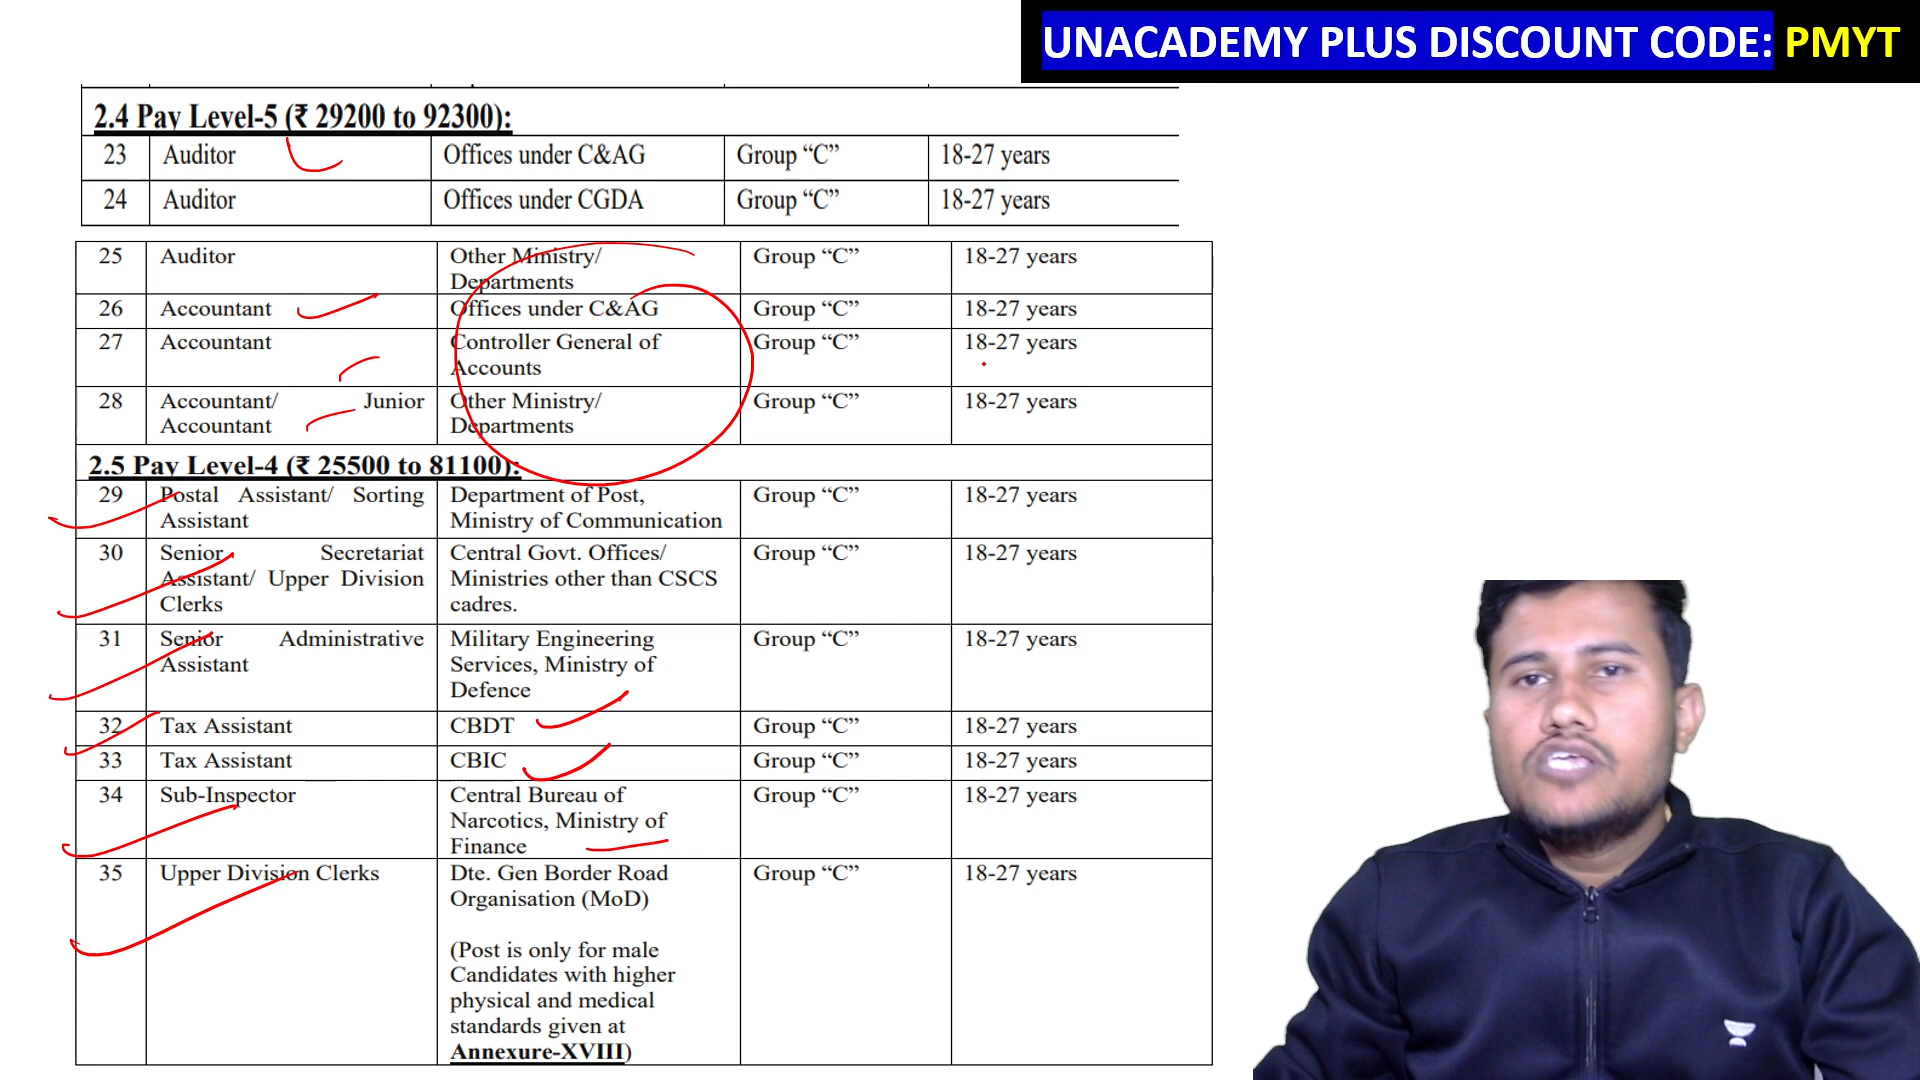 UNACADEMY PLUS DISCOUNT CODE: PMYT
2.4 Pay Level-5 (₹ 29200 to 92300):
23 Auditor Offices under C&AG Group “C” 18-27 years
24 Auditor Offices under CGDA Group “C” 18-27 years
25 Auditor Other Ministry/ Group “C” 18-27 years
Departments
26 Accountant Offices under C&AG Group “C” 18-27 years
27 Accountant Controller General of Group “C” 18-27 years
Accounts
28 Accountant/ Junior Other Ministry/ Group “C” 18-27 years
Accountant Departments
2.5 Pay Level-4 (₹ 25500 to 81100):
29 Postal Assistant/ Sorting Department of Post, Group “C” 18-27 years
Assistant Ministry of Communication
30 Senior Secretariat Central Govt. Offices/ Group “C” 18-27 years
Assistant/ Upper Division Ministries other than CSCS
Clerks cadres.
31 Senior Administrative Military Engineering Group “C” 18-27 years
Assistant Services, Ministry of
Defence
32 Tax Assistant CBDT Group “C” 18-27 years
33 Tax Assistant CBIC Group “C” 18-27 years
34 Sub-Inspector Central Bureau of Group “C” 18-27 years
Narcotics, Ministry of
Finance
35 Upper Division Clerks Dte. Gen Border Road Group “C” 18-27 years
Organisation (MoD)
(Post is only for male
Candidates with higher
physical and medical
standards given at
Annexure-XVIII)